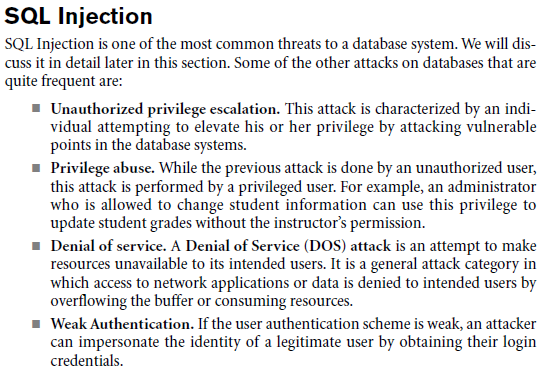 SQL Injection
SQL Injection is one of the most common threats to a database system. We will dis-
cuss it in detail later in this section. Some of the other attacks on databases that are
quite frequent are:
■ Unauthorized privilege escalation. This attack is characterized by an indi-
vidual attempting to elevate his or her privilege by attacking vulnerable
points in the database systems.
■ Privilege abuse. While the previous attack is done by an unauthorized user,
this attack is performed by a privileged user. For example, an administrator
who is allowed to change student information can use this privilege to
update student grades without the instructor’s permission.
■ Denial of service. A Denial of Service (DOS) attack is an attempt to make
resources unavailable to its intended users. It is a general attack category in
which access to network applications or data is denied to intended users by
overflowing the buffer or consuming resources.
■ Weak Authentication. If the user authentication scheme is weak, an attacker
can impersonate the identity of a legitimate user by obtaining their login
credentials.